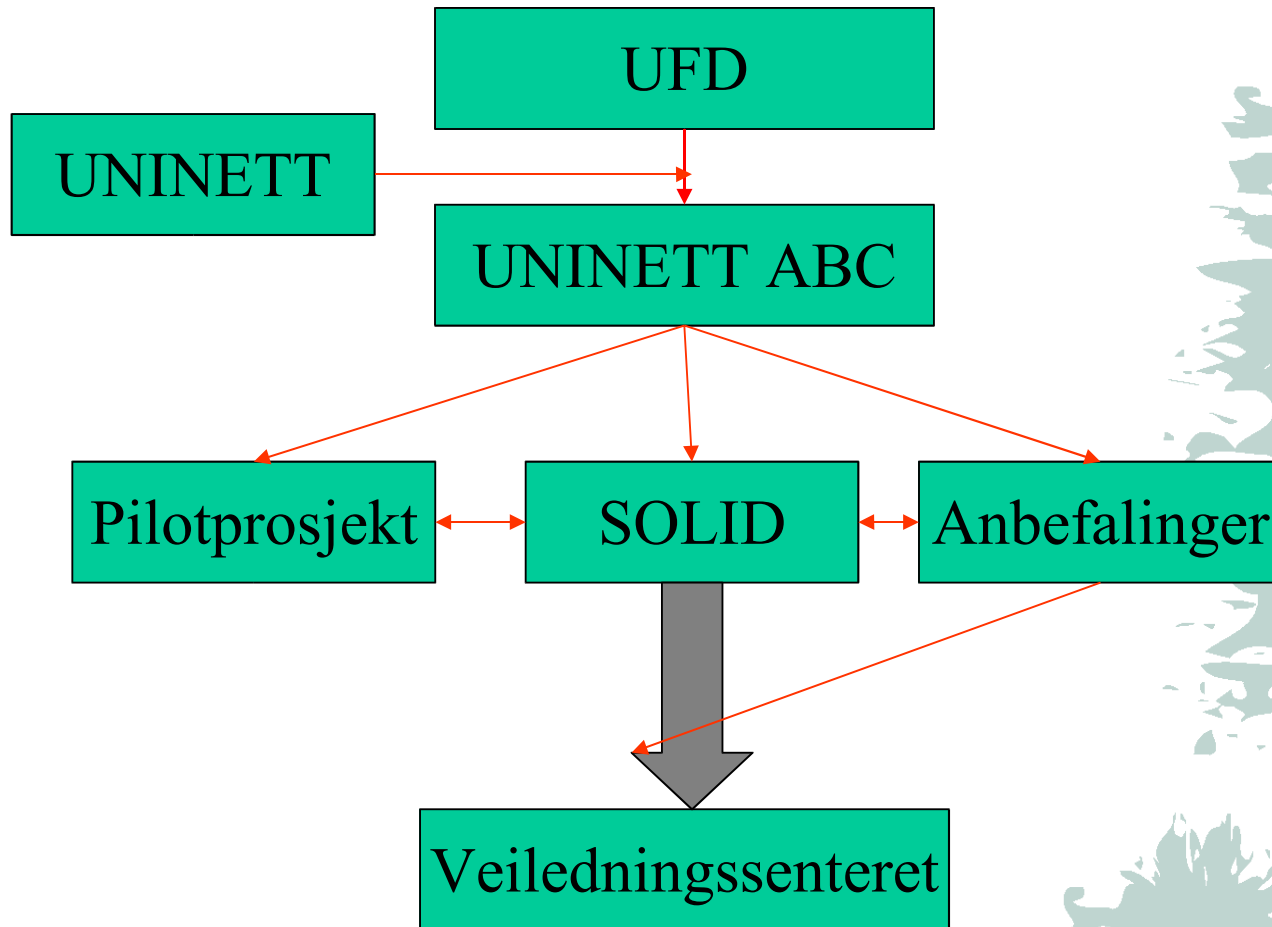 UFD
UNINETT
UNINETT ABC
Pilotprosjekt
SOLID
Anbefalinger
Veiledningssenteret